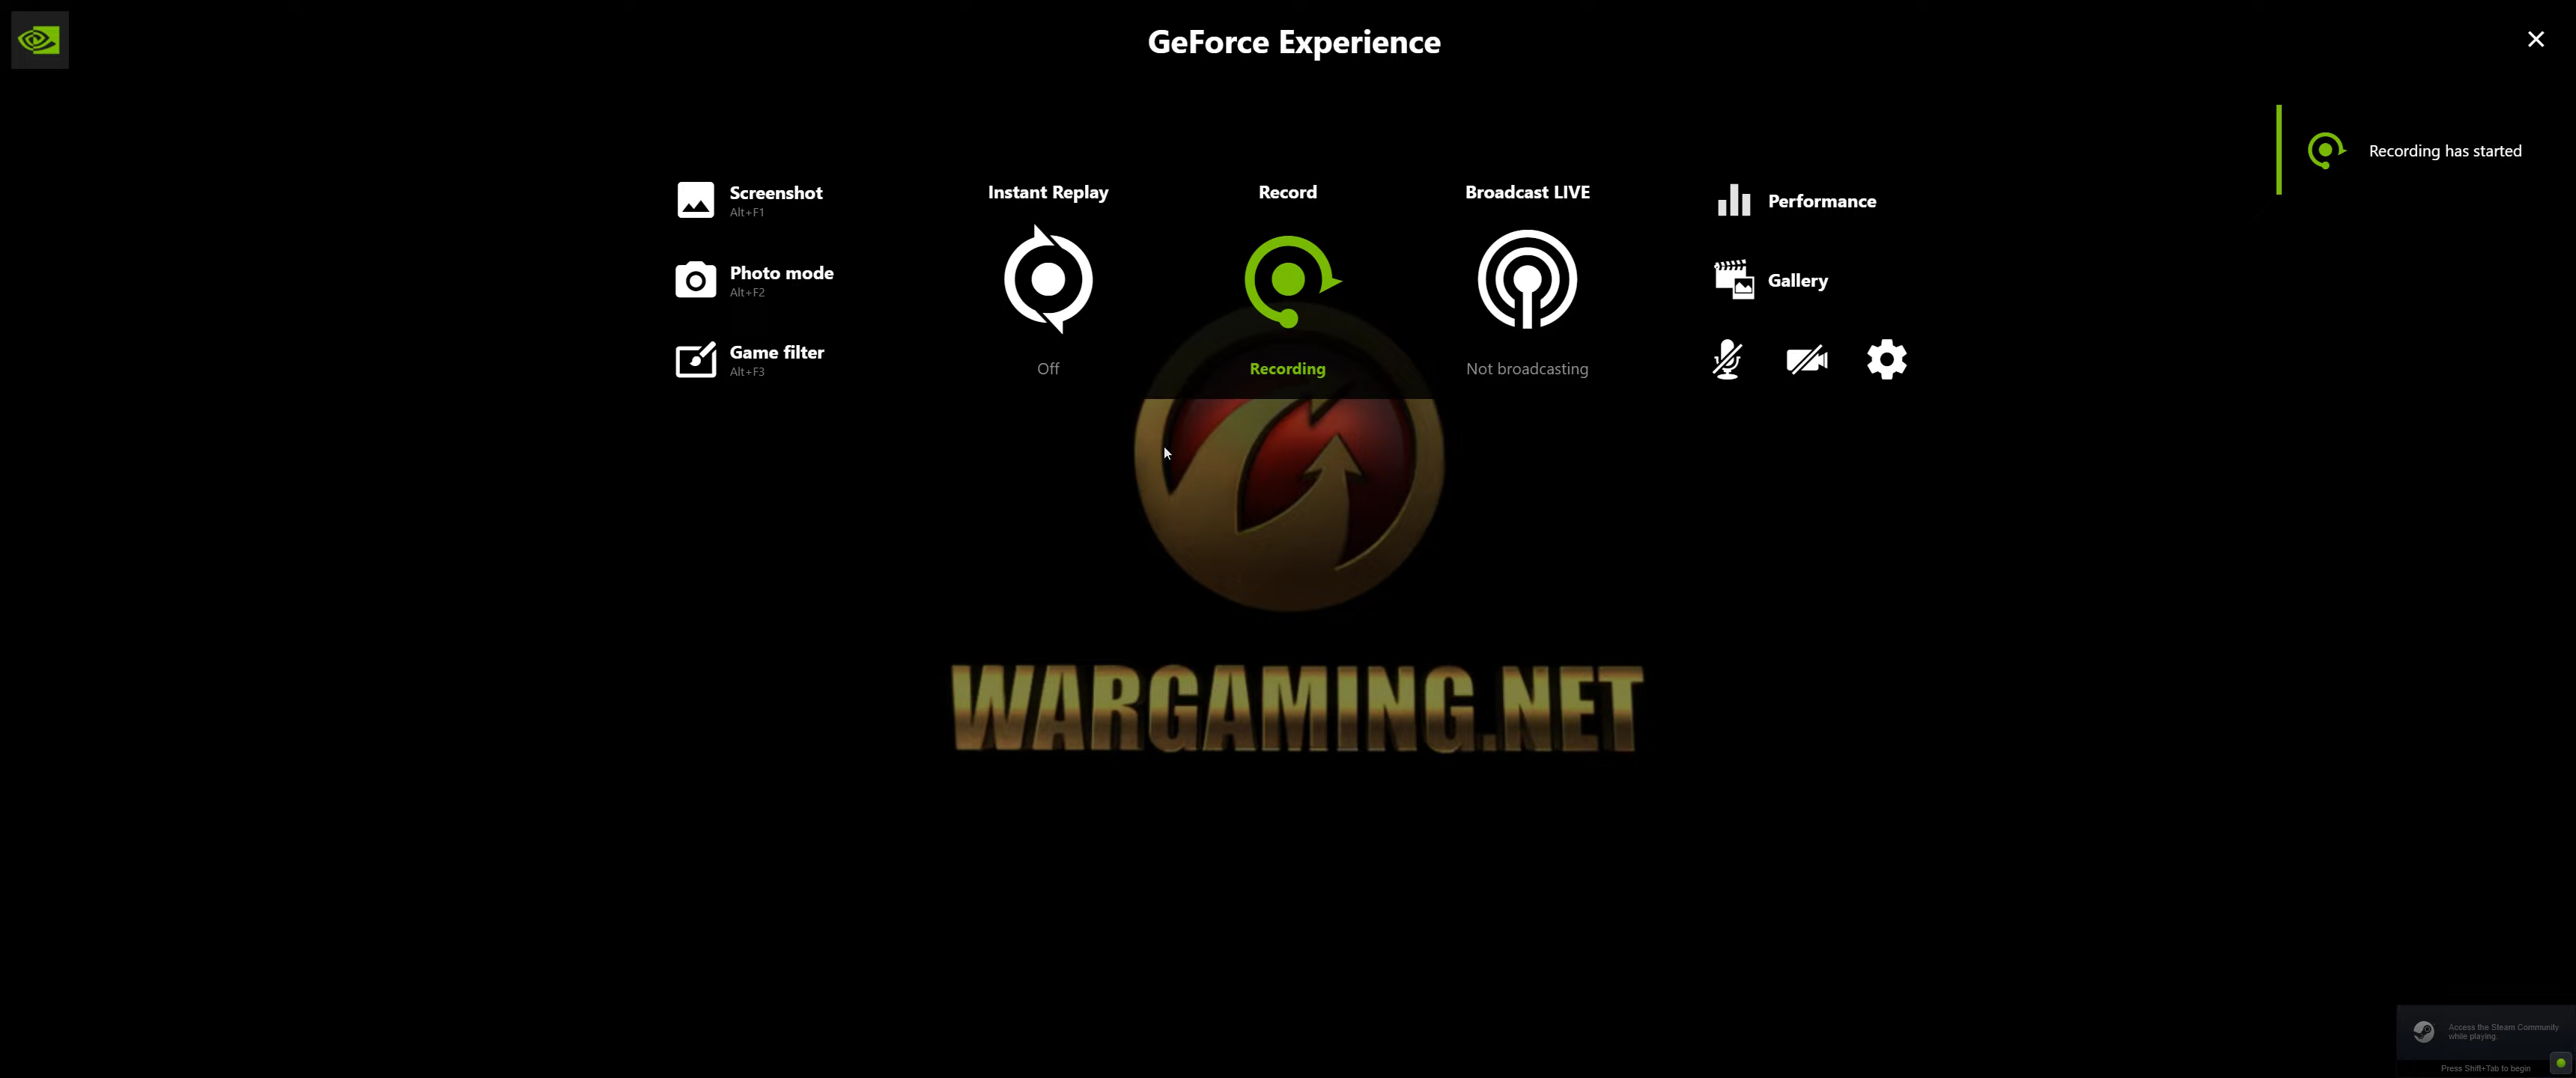 GeForce Experience
Recording has started
Screenshot
Alt+F1
Photo mode
Alt+F2
Game filter
Alt+F3
Instant Replay
Off
Record
Recording
Broadcast LIVE
Not broadcasting
Performance
Gallery
WARGAMING.NET
Access the Steam Community
while playing.
Press Shift+Tab to begin